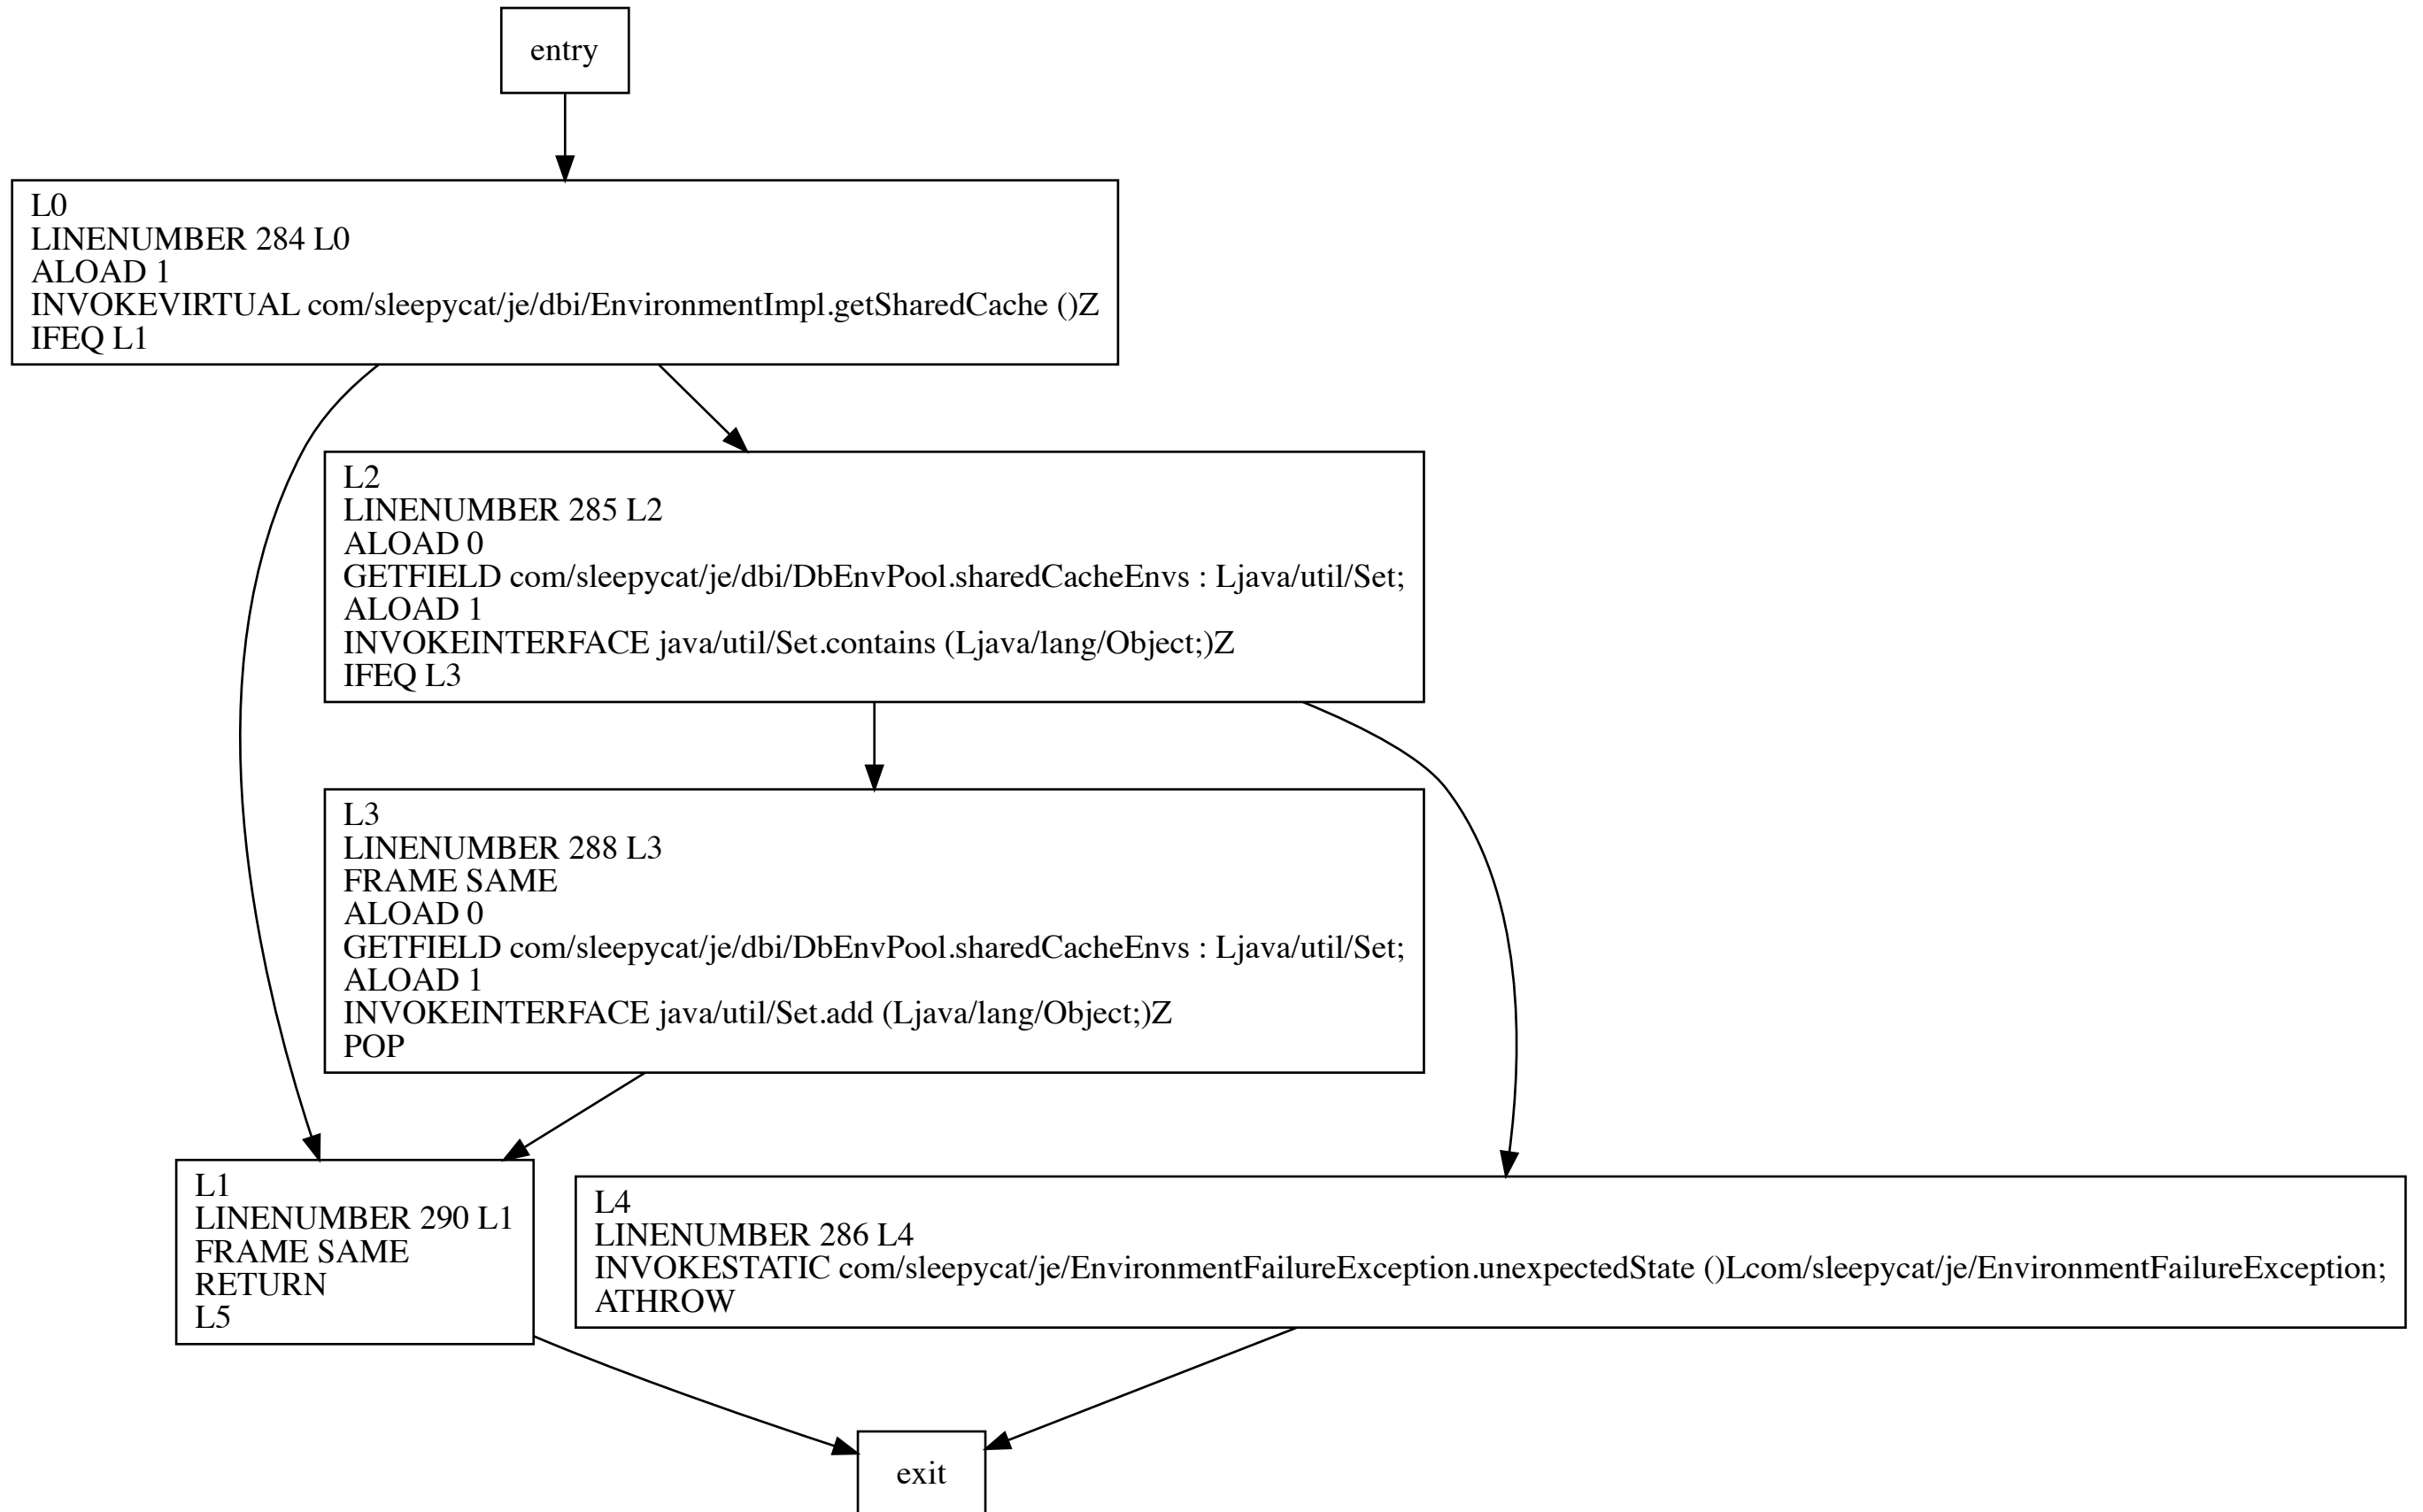 entry
L0
LINENUMBER 284 L0
ALOAD 1
INVOKEVIRTUAL com/sleepycat/je/dbi/EnvironmentImpl.getSharedCache ()Z
IFEQ L1
L2
LINENUMBER 285 L2
ALOAD 0
GETFIELD com/sleepycat/je/dbi/DbEnvPool.sharedCacheEnvs : Ljava/util/Set;
ALOAD 1
INVOKEINTERFACE java/util/Set.contains (Ljava/lang/Object;)Z
IFEQ L3
L3
LINENUMBER 288 L3
FRAME SAME
ALOAD 0
GETFIELD com/sleepycat/je/dbi/DbEnvPool.sharedCacheEnvs : Ljava/util/Set;
ALOAD 1
INVOKEINTERFACE java/util/Set.add (Ljava/lang/Object;)Z
POP
L1
LINENUMBER 290 L1
FRAME SAME
RETURN
L5
L4
LINENUMBER 286 L4
INVOKESTATIC com/sleepycat/je/EnvironmentFailureException.unexpectedState ()Lcom/sleepycat/je/EnvironmentFailureException;
ATHROW
exit